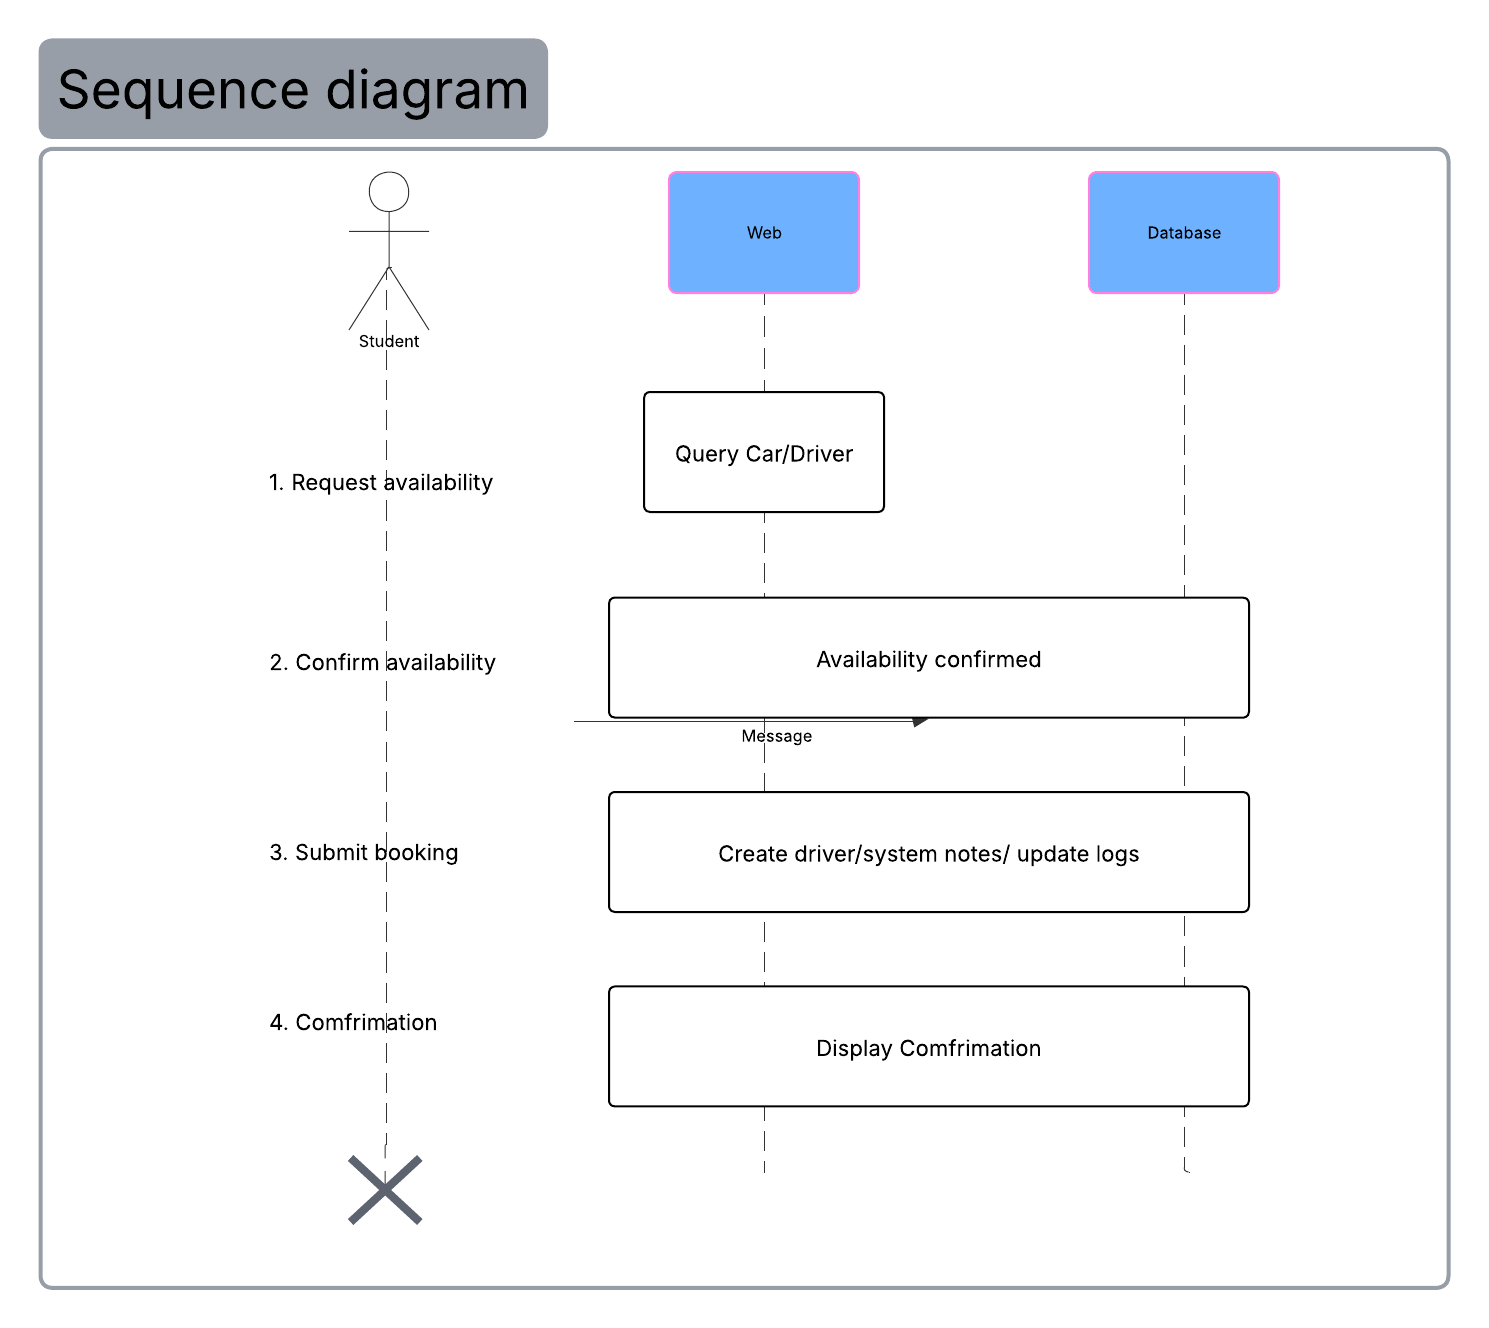 Sequence diagram
Web
Database
Student
Query Car/Driver
1. Request availability
Availability confirmed
2. Confirm availability
Message
3. Submit booking
Create driver/system notes/ update logs
4. Comfrimation
Display Comfrimation